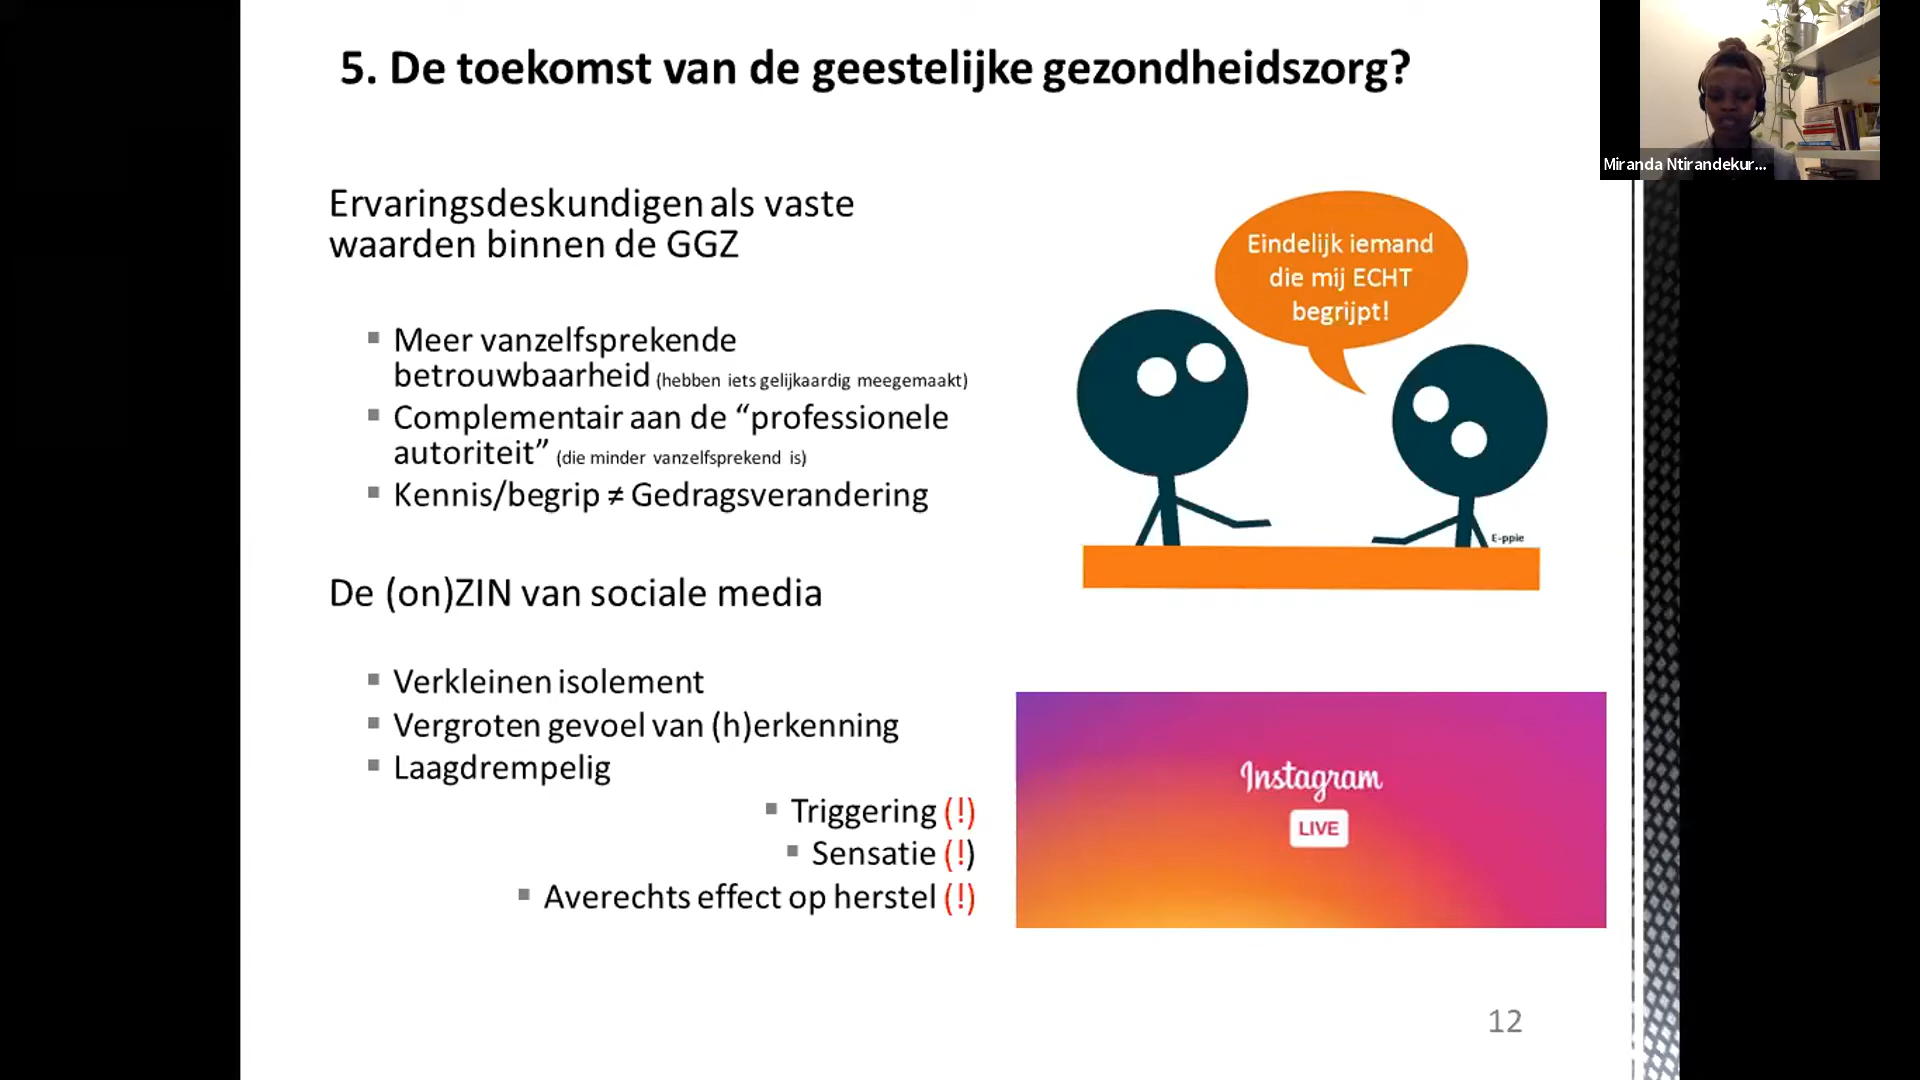 5. De toekomst van de geestelijke gezondheidszorg?
Miranda Ntirandekur...
Ervaringsdeskundigen als vaste
waarden binnen de GGZ
Eindelijk iemand
die mij ECHT
begrijpt!
▪ Meer vanzelfsprekende
betrouwbaarheid (hebben iets gelijkaardig meegemaakt)
▪ Complementair aan de “professionele
autoriteit” (die minder vanzelfsprekend is)
▪ Kennis/begrip ≠ Gedragsverandering
E-ppie
De (on)ZIN van sociale media
▪ Verkleinen isolement
▪ Vergroten gevoel van (h)erkenning
▪ Laagdrempelig
▪ Triggering (!)
▪ Sensatie (!)
▪ Averechts effect op herstel (!)
Instagram
LIVE
12